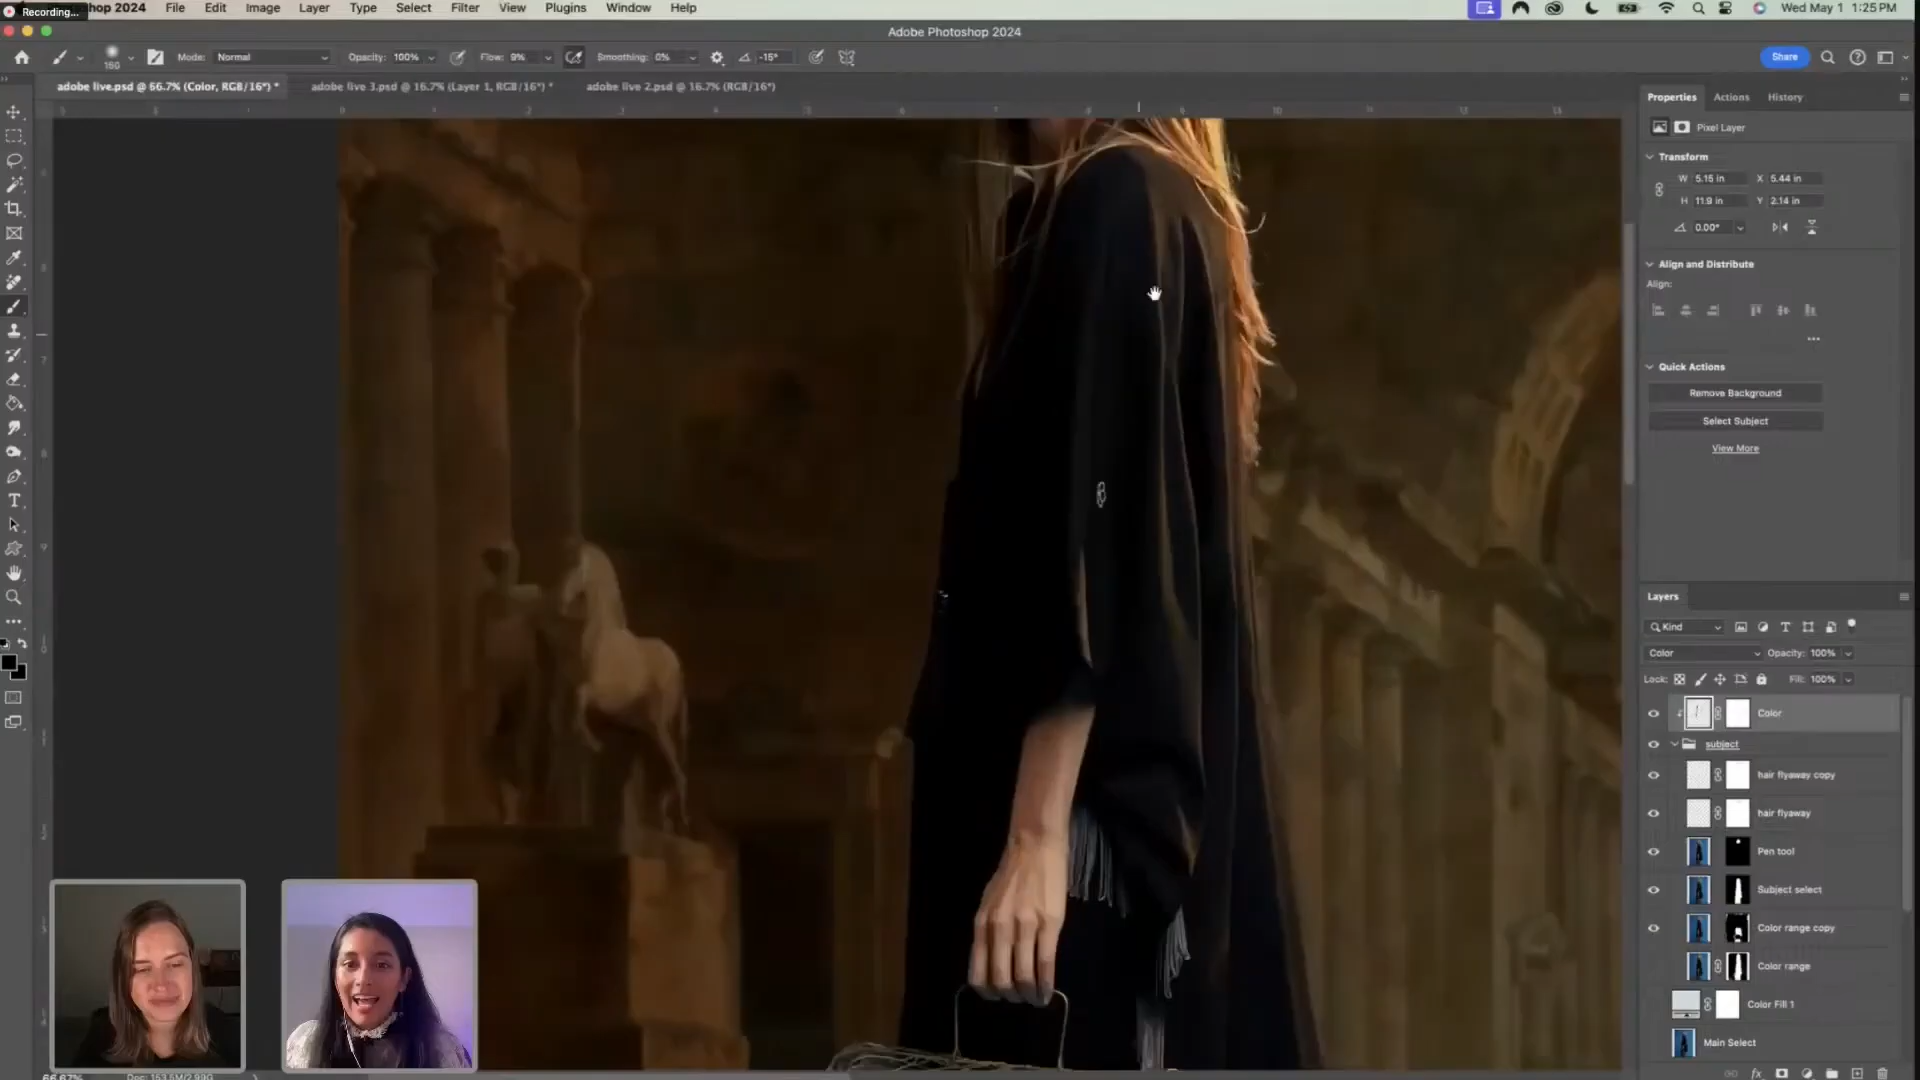 Recording...
hop 2024 File Edit Image Layer Type Select Filter View Plugins Window Help Wed May 1 1:25 PM
Adobe Photoshop 2024
150 Mode: Normal Opacity: 100% Flow: 9% Smoothing: 0% -15° Share
adobe live.psd @ 66.7% (Color, RGB/16*) * adobe live 3.psd @ 16.7% (Layer 1, RGB/16*) * adobe live 2.psd @ 16.7% (RGB/16*)
Properties Actions History
Pixel Layer
Transform
W 5.15 in X 5.44 in
H 11.9 in Y 2.14 in
0.00°
Align and Distribute
Align:
Quick Actions
Remove Background
Select Subject
View More
Layers
Kind
Color Opacity: 100%
Lock: Fill: 100%
Color
subject
hair flyaway copy
hair flyaway
Pen tool
Subject select
Color range copy
Color range
Color Fill 1
Main Select
66.67% Doc: 153.5M/2.99G